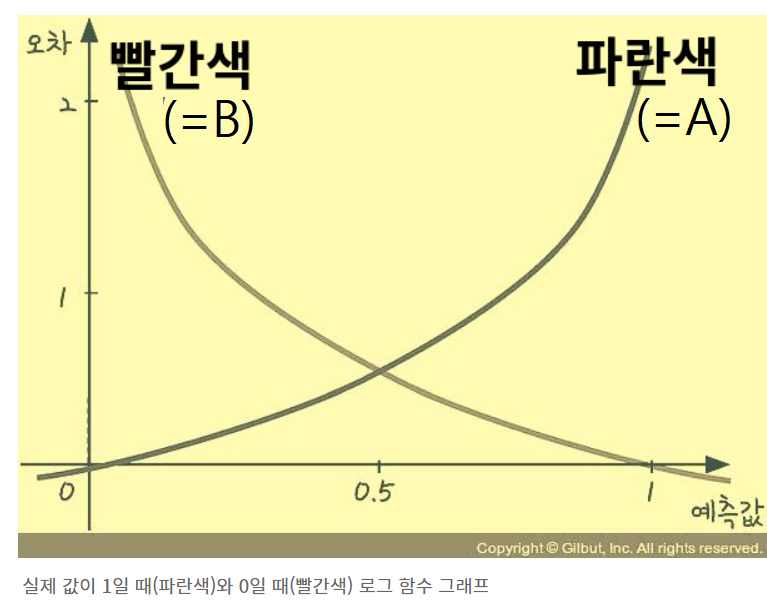 오차
빨간색
파란색
2
(=B)
(=A)
1
0
0.5
1
예측값
Copyright © Gilbut, Inc. All rights reserved.
실제 값이 1일 때(파란색)와 0일 때(빨간색) 로그 함수 그래프